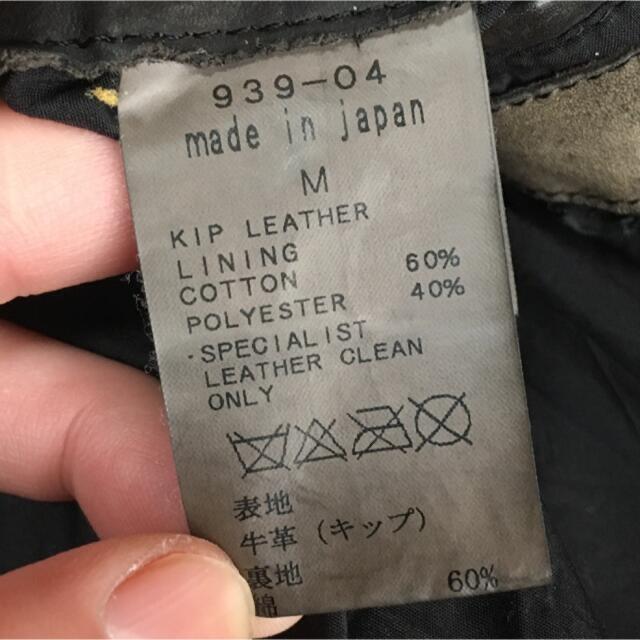 939-04
made in japan
M
KIP LEATHER
LINING
COTTON 60%
POLYESTER 40%
・SPECIALIST
LEATHER CLEAN
ONLY
表地
牛革 (キップ)
裏地
綿 60%